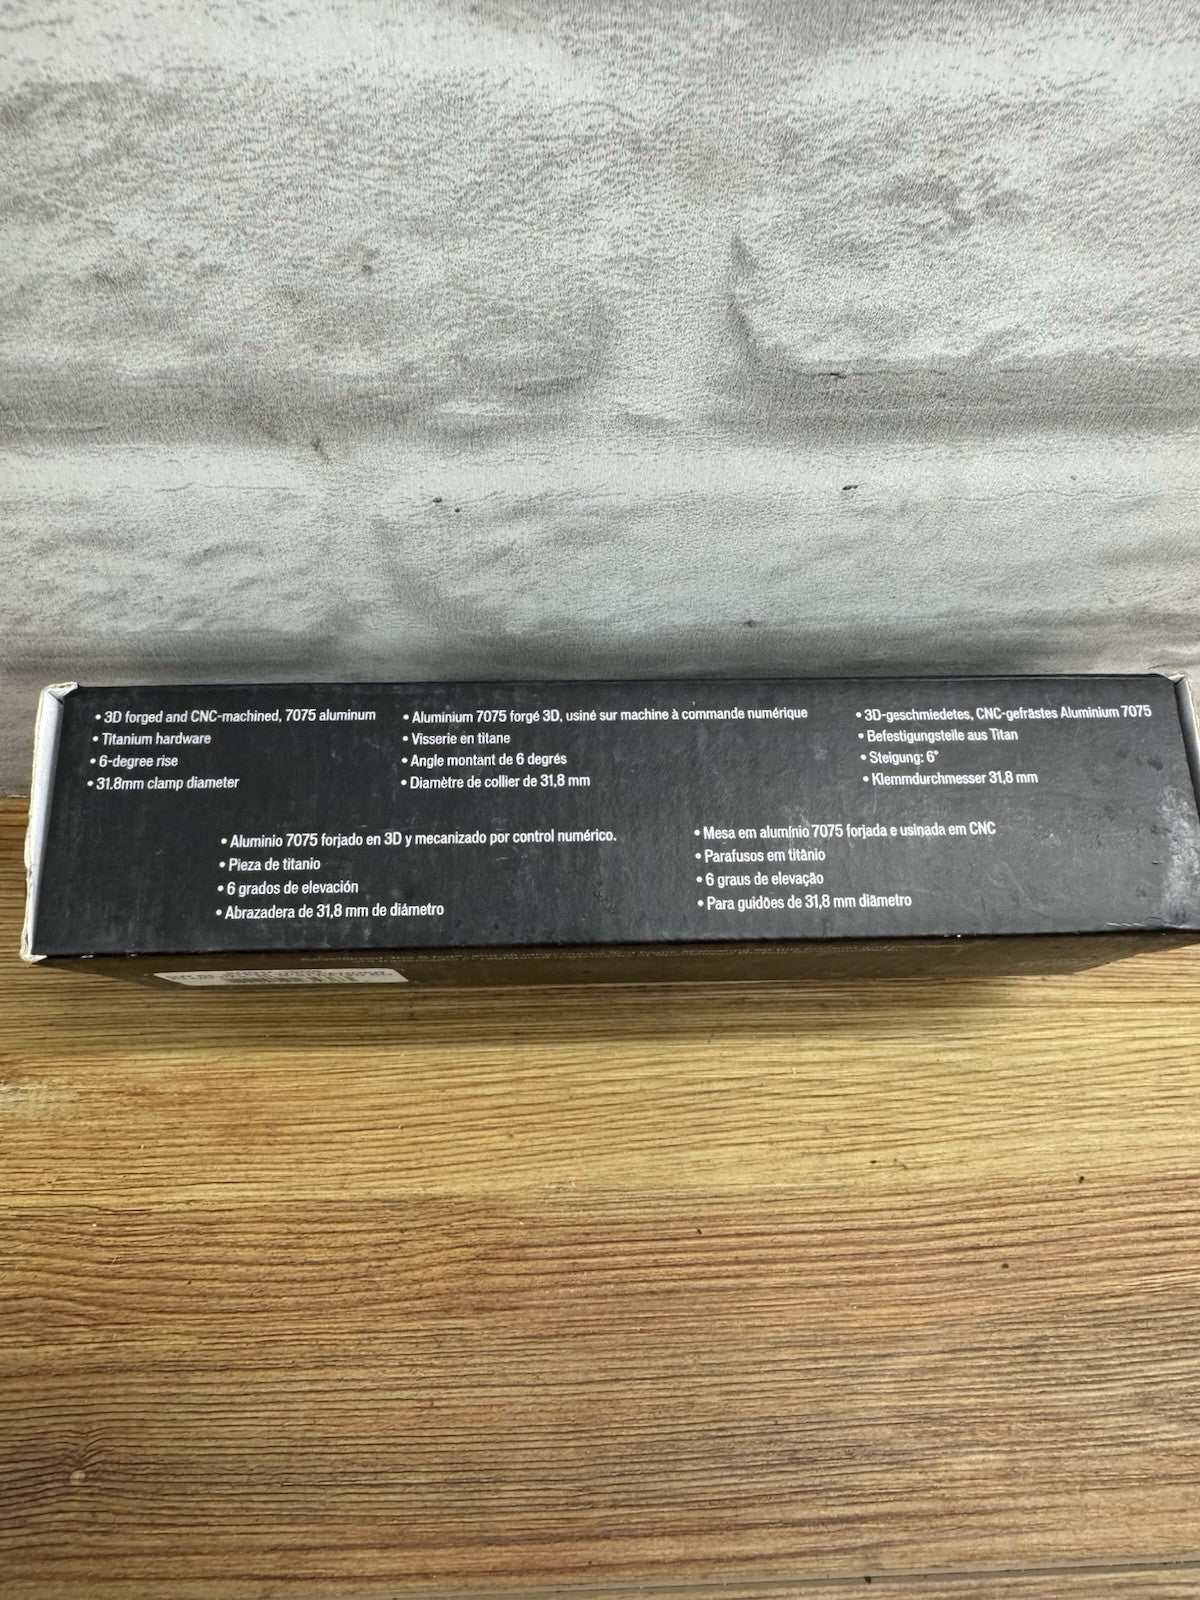 • 3D forged and CNC-machined, 7075 aluminum
• Titanium hardware
• 6-degree rise
• 31.8mm clamp diameter
• Aluminium 7075 forgé 3D, usiné sur machine à commande numérique
• Visserie en titane
• Angle montant de 6 degrés
• Diamètre de collier de 31,8 mm
• 3D-geschmiedetes, CNC-gefrästes Aluminium 7075
• Befestigungsteile aus Titan
• Steigung: 6°
• Klemmdurchmesser 31,8 mm
• Aluminio 7075 forjado en 3D y mecanizado por control numérico.
• Pieza de titanio
• 6 grados de elevación
• Abrazadera de 31,8 mm de diámetro
• Mesa em alumínio 7075 forjada e usinada em CNC
• Parafusos em titânio
• 6 graus de elevação
• Para guidões de 31,8 mm diâmetro